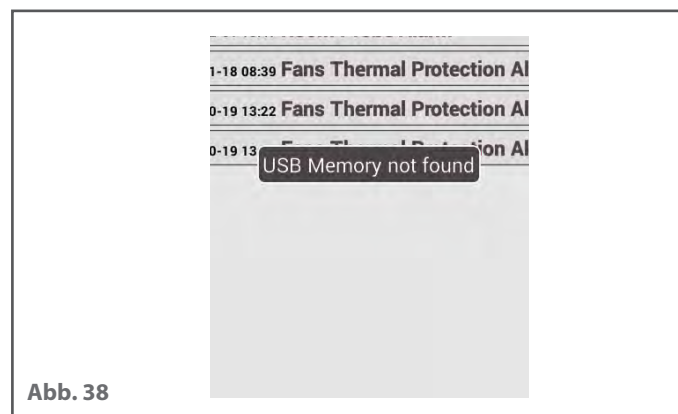 1-18 08:39 Fans Thermal Protection Al
0-19 13:22 Fans Thermal Protection Al
0-19 13
ion Al
USB Memory not found
Abb. 38